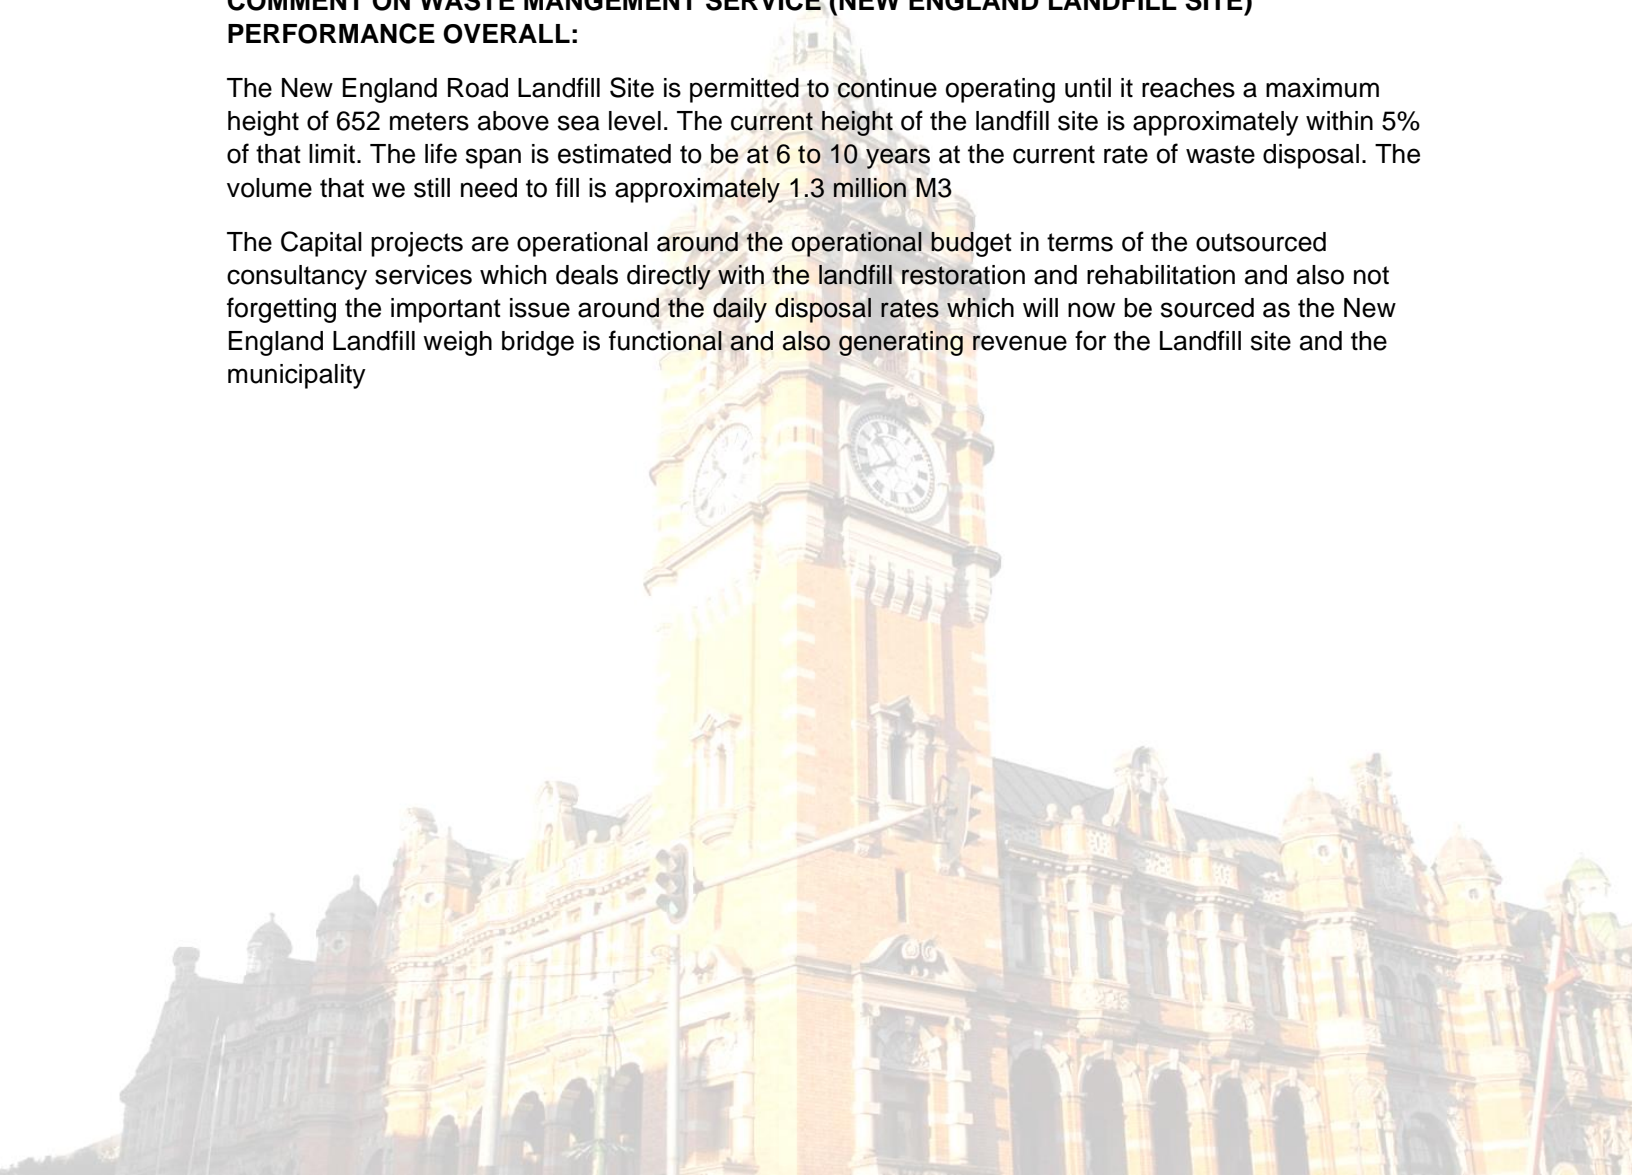 COMMENT ON WASTE MANGEMENT SERVICE (NEW ENGLAND LANDFILL SITE)
PERFORMANCE OVERALL:
The New England Road Landfill Site is permitted to continue operating until it reaches a maximum
height of 652 meters above sea level. The current height of the landfill site is approximately within 5%
of that limit. The life span is estimated to be at 6 to 10 years at the current rate of waste disposal. The
volume that we still need to fill is approximately 1.3 million M3
The Capital projects are operational around the operational budget in terms of the outsourced
consultancy services which deals directly with the landfill restoration and rehabilitation and also not
forgetting the important issue around the daily disposal rates which will now be sourced as the New
England Landfill weigh bridge is functional and also generating revenue for the Landfill site and the
municipality